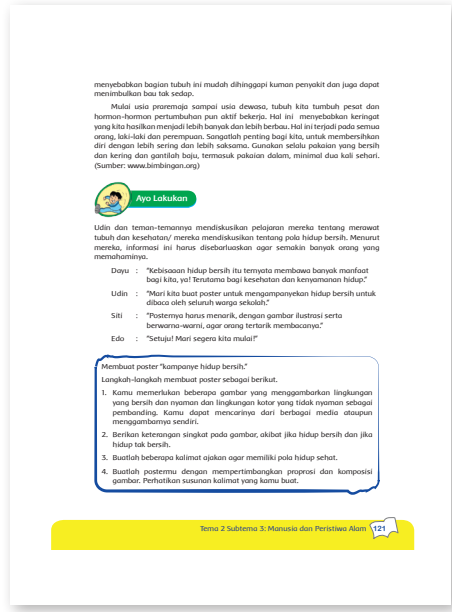 menyebabkan bagian tubuh ini mudah dihinggapi kuman penyakit dan juga dapat
menimbulkan bau tak sedap.
Mulai usia praremaja sampai usia dewasa, tubuh kita tumbuh pesat dan
hormon-hormon pertumbuhan pun aktif bekerja. Hal ini menyebabkan keringat
yang kita hasilkan menjadi lebih banyak dan lebih berbau. Hal ini terjadi pada semua
orang, laki-laki dan perempuan. Sangatlah penting bagi kita, untuk membersihkan
diri dengan lebih sering dan lebih saksama. Gunakan selalu pakaian yang bersih
dan kering dan gantilah baju, termasuk pakaian dalam, minimal dua kali sehari.
(Sumber: www.bimbingan.org)
Ayo Lakukan
Udin dan teman-temannya mendiskusikan pelajaran mereka tentang merawat
tubuh dan kesehatan/ mereka mendiskusikan tentang pola hidup bersih. Menurut
mereka, informasi ini harus disebarluaskan agar semakin banyak orang yang
memahaminya.
Dayu : "Kebisaaan hidup bersih itu ternyata membawa banyak manfaat
bagi kita, ya! Terutama bagi kesehatan dan kenyamanan hidup."
Udin : "Mari kita buat poster untuk mengampanyekan hidup bersih untuk
dibaca oleh seluruh warga sekolah."
Siti : "Posternya harus menarik, dengan gambar ilustrasi serta
berwarna-warni, agar orang tertarik membacanya."
Edo : "Setuju! Mari segera kita mulai!"
Membuat poster "kampanye hidup bersih."
Langkah-langkah membuat poster sebagai berikut.
1. Kamu memerlukan beberapa gambar yang menggambarkan lingkungan
yang bersih dan nyaman dan lingkungan kotor yang tidak nyaman sebagai
pembanding. Kamu dapat mencarinya dari berbagai media ataupun
menggambarnya sendiri.
2. Berikan keterangan singkat pada gambar, akibat jika hidup bersih dan jika
hidup tak bersih.
3. Buatlah beberapa kalimat ajakan agar memiliki pola hidup sehat.
4. Buatlah postermu dengan mempertimbangkan proprosi dan komposisi
gambar. Perhatikan susunan kalimat yang kamu buat.
Tema 2 Subtema 3: Manusia dan Peristiwa Alam 121